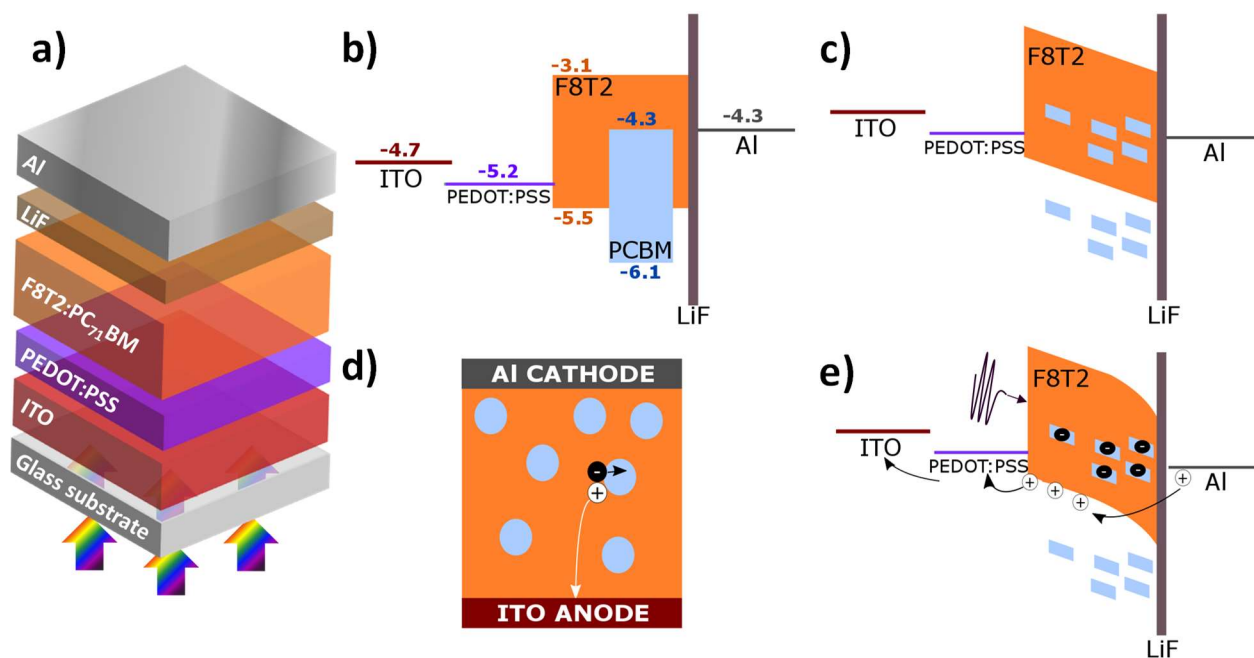 a)
Al
LiF
F8T2:PC71BM
PEDOT:PSS
ITO
Glass substrate
b)
-3.1
F8T2
-4.3
-4.3
Al
-4.7
ITO
-5.2
PEDOT:PSS
-5.5
PCBM
-6.1
LiF
c)
F8T2
ITO
PEDOT:PSS
Al
LiF
d)
Al CATHODE
-
+
ITO ANODE
e)
F8T2
- - - - -
ITO
PEDOT:PSS
+ + + +
Al
LiF